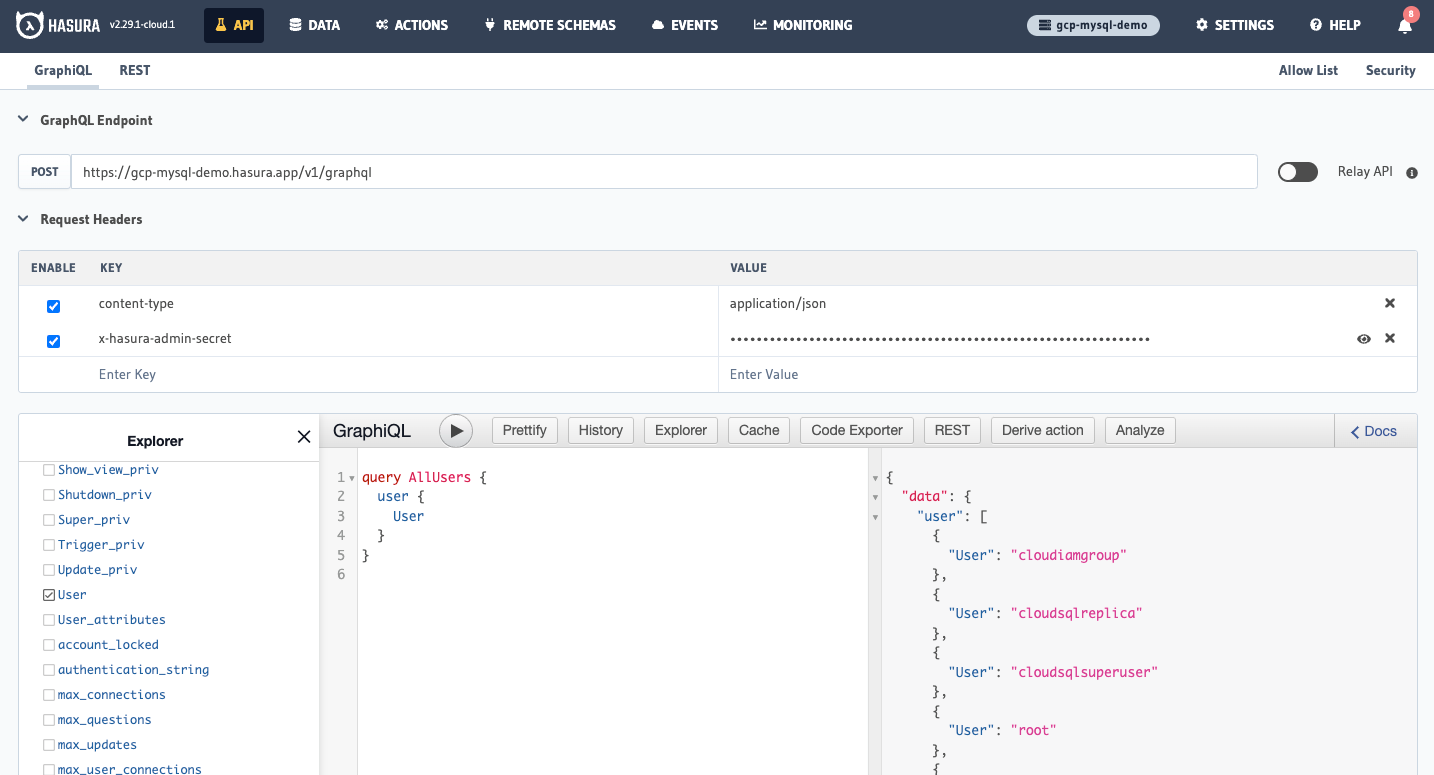 HASURA v2.29.1-cloud.1 API DATA ACTIONS REMOTE SCHEMAS EVENTS MONITORING gcp-mysql-demo SETTINGS HELP 8
GraphiQL REST Allow List Security
GraphQL Endpoint
POST https://gcp-mysql-demo.hasura.app/v1/graphql Relay API
Request Headers
ENABLE KEY VALUE
content-type application/json
x-hasura-admin-secret ••••••••••••••••••••••••••••••••••••••••••••••••••••••••••••••••
Enter Key Enter Value
Explorer
GraphiQL Prettify History Explorer Cache Code Exporter REST Derive action Analyze Docs
Show_view_priv
Shutdown_priv
Super_priv
Trigger_priv
Update_priv
User
User_attributes
account_locked
authentication_string
max_connections
max_questions
max_updates
max_user_connections
1 query AllUsers {
2 user {
3 User
4 }
5 }
6
{
"data": {
"user": [
{
"User": "cloudiamgroup"
},
{
"User": "cloudsqlreplica"
},
{
"User": "cloudsqlsuperuser"
},
{
"User": "root"
},
{